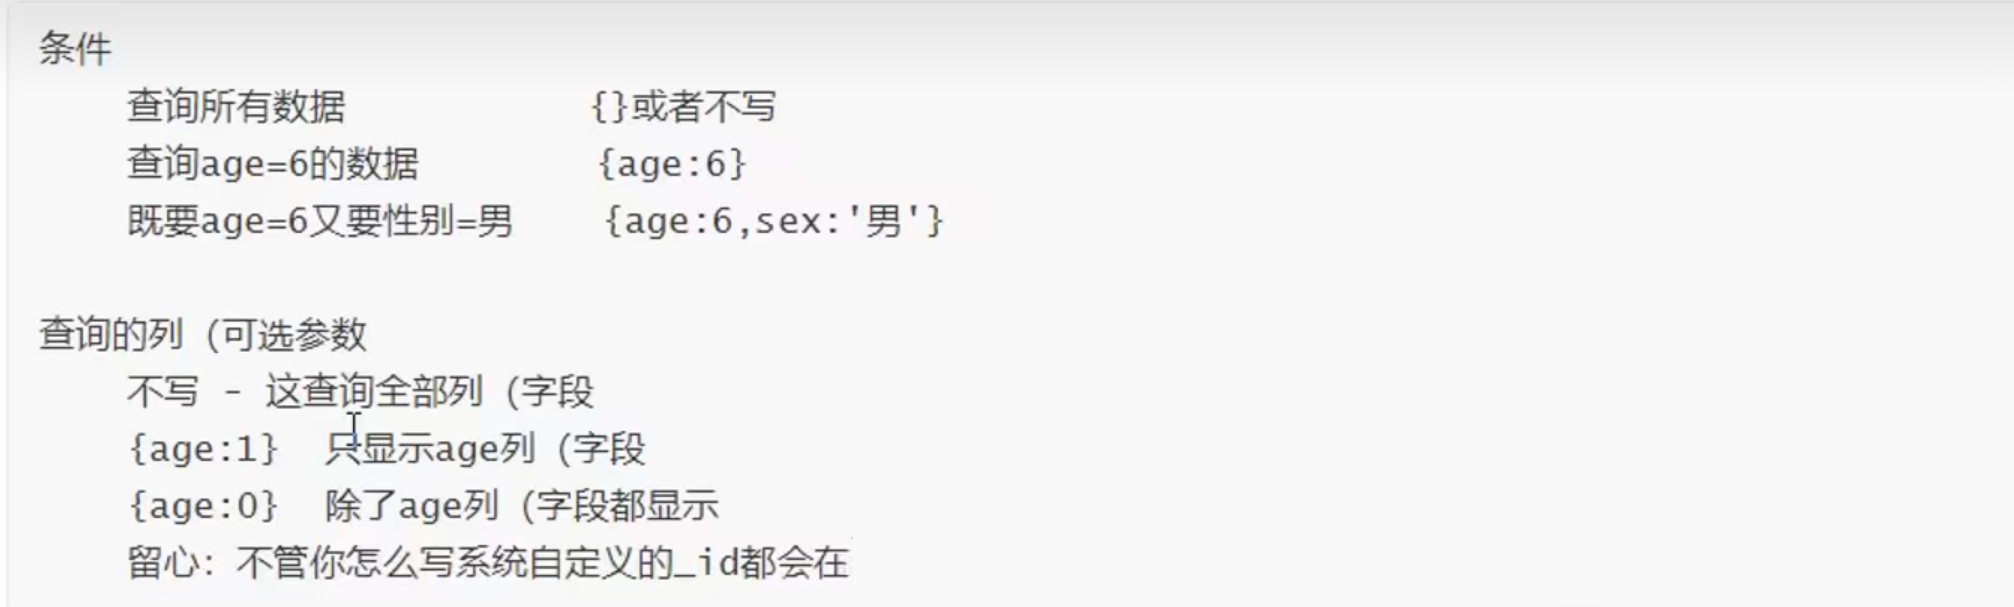 条件
查询所有数据 {}或者不写
查询age=6的数据 {age:6}
既要age=6又要性别=男 {age:6,sex:'男'}
查询的列 (可选参数
不写 - 这查询全部列 (字段
{age:1} 只显示age列 (字段
{age:0} 除了age列 (字段都显示
留心: 不管你怎么写系统自定义的_id都会在